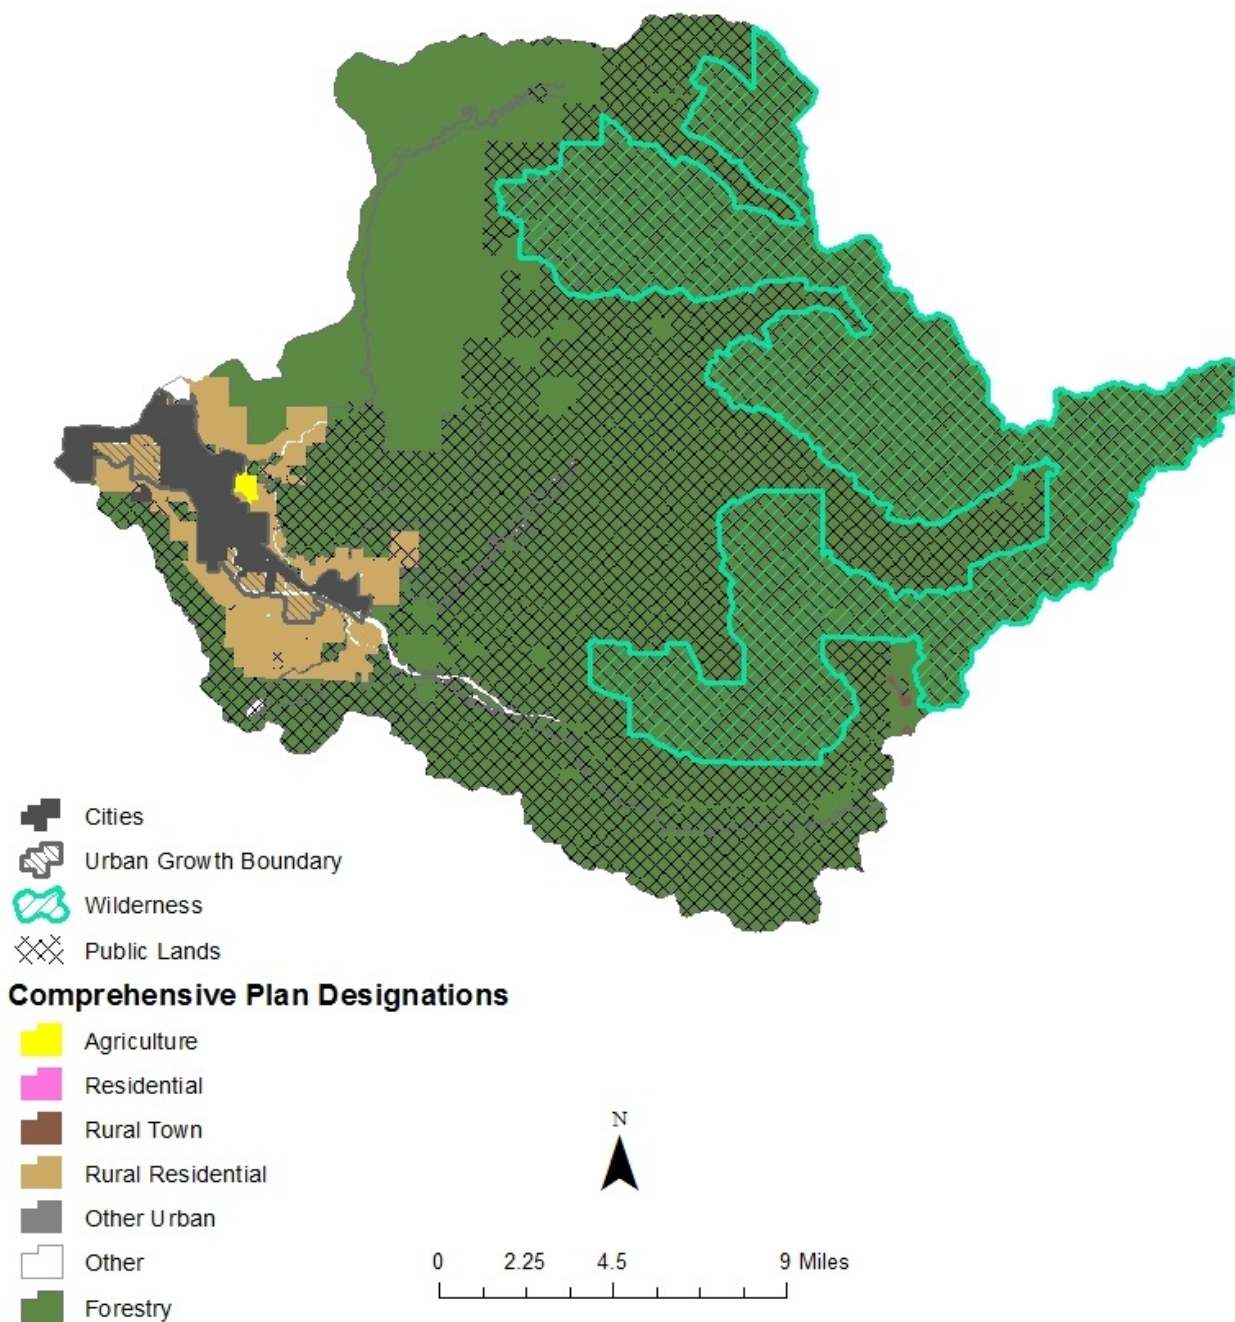 Cities
Urban Growth Boundary
Wilderness
Public Lands
Comprehensive Plan Designations
Agriculture
Residential
Rural Town
Rural Residential
Other Urban
Other
Forestry
N
0 2.25 4.5 9 Miles